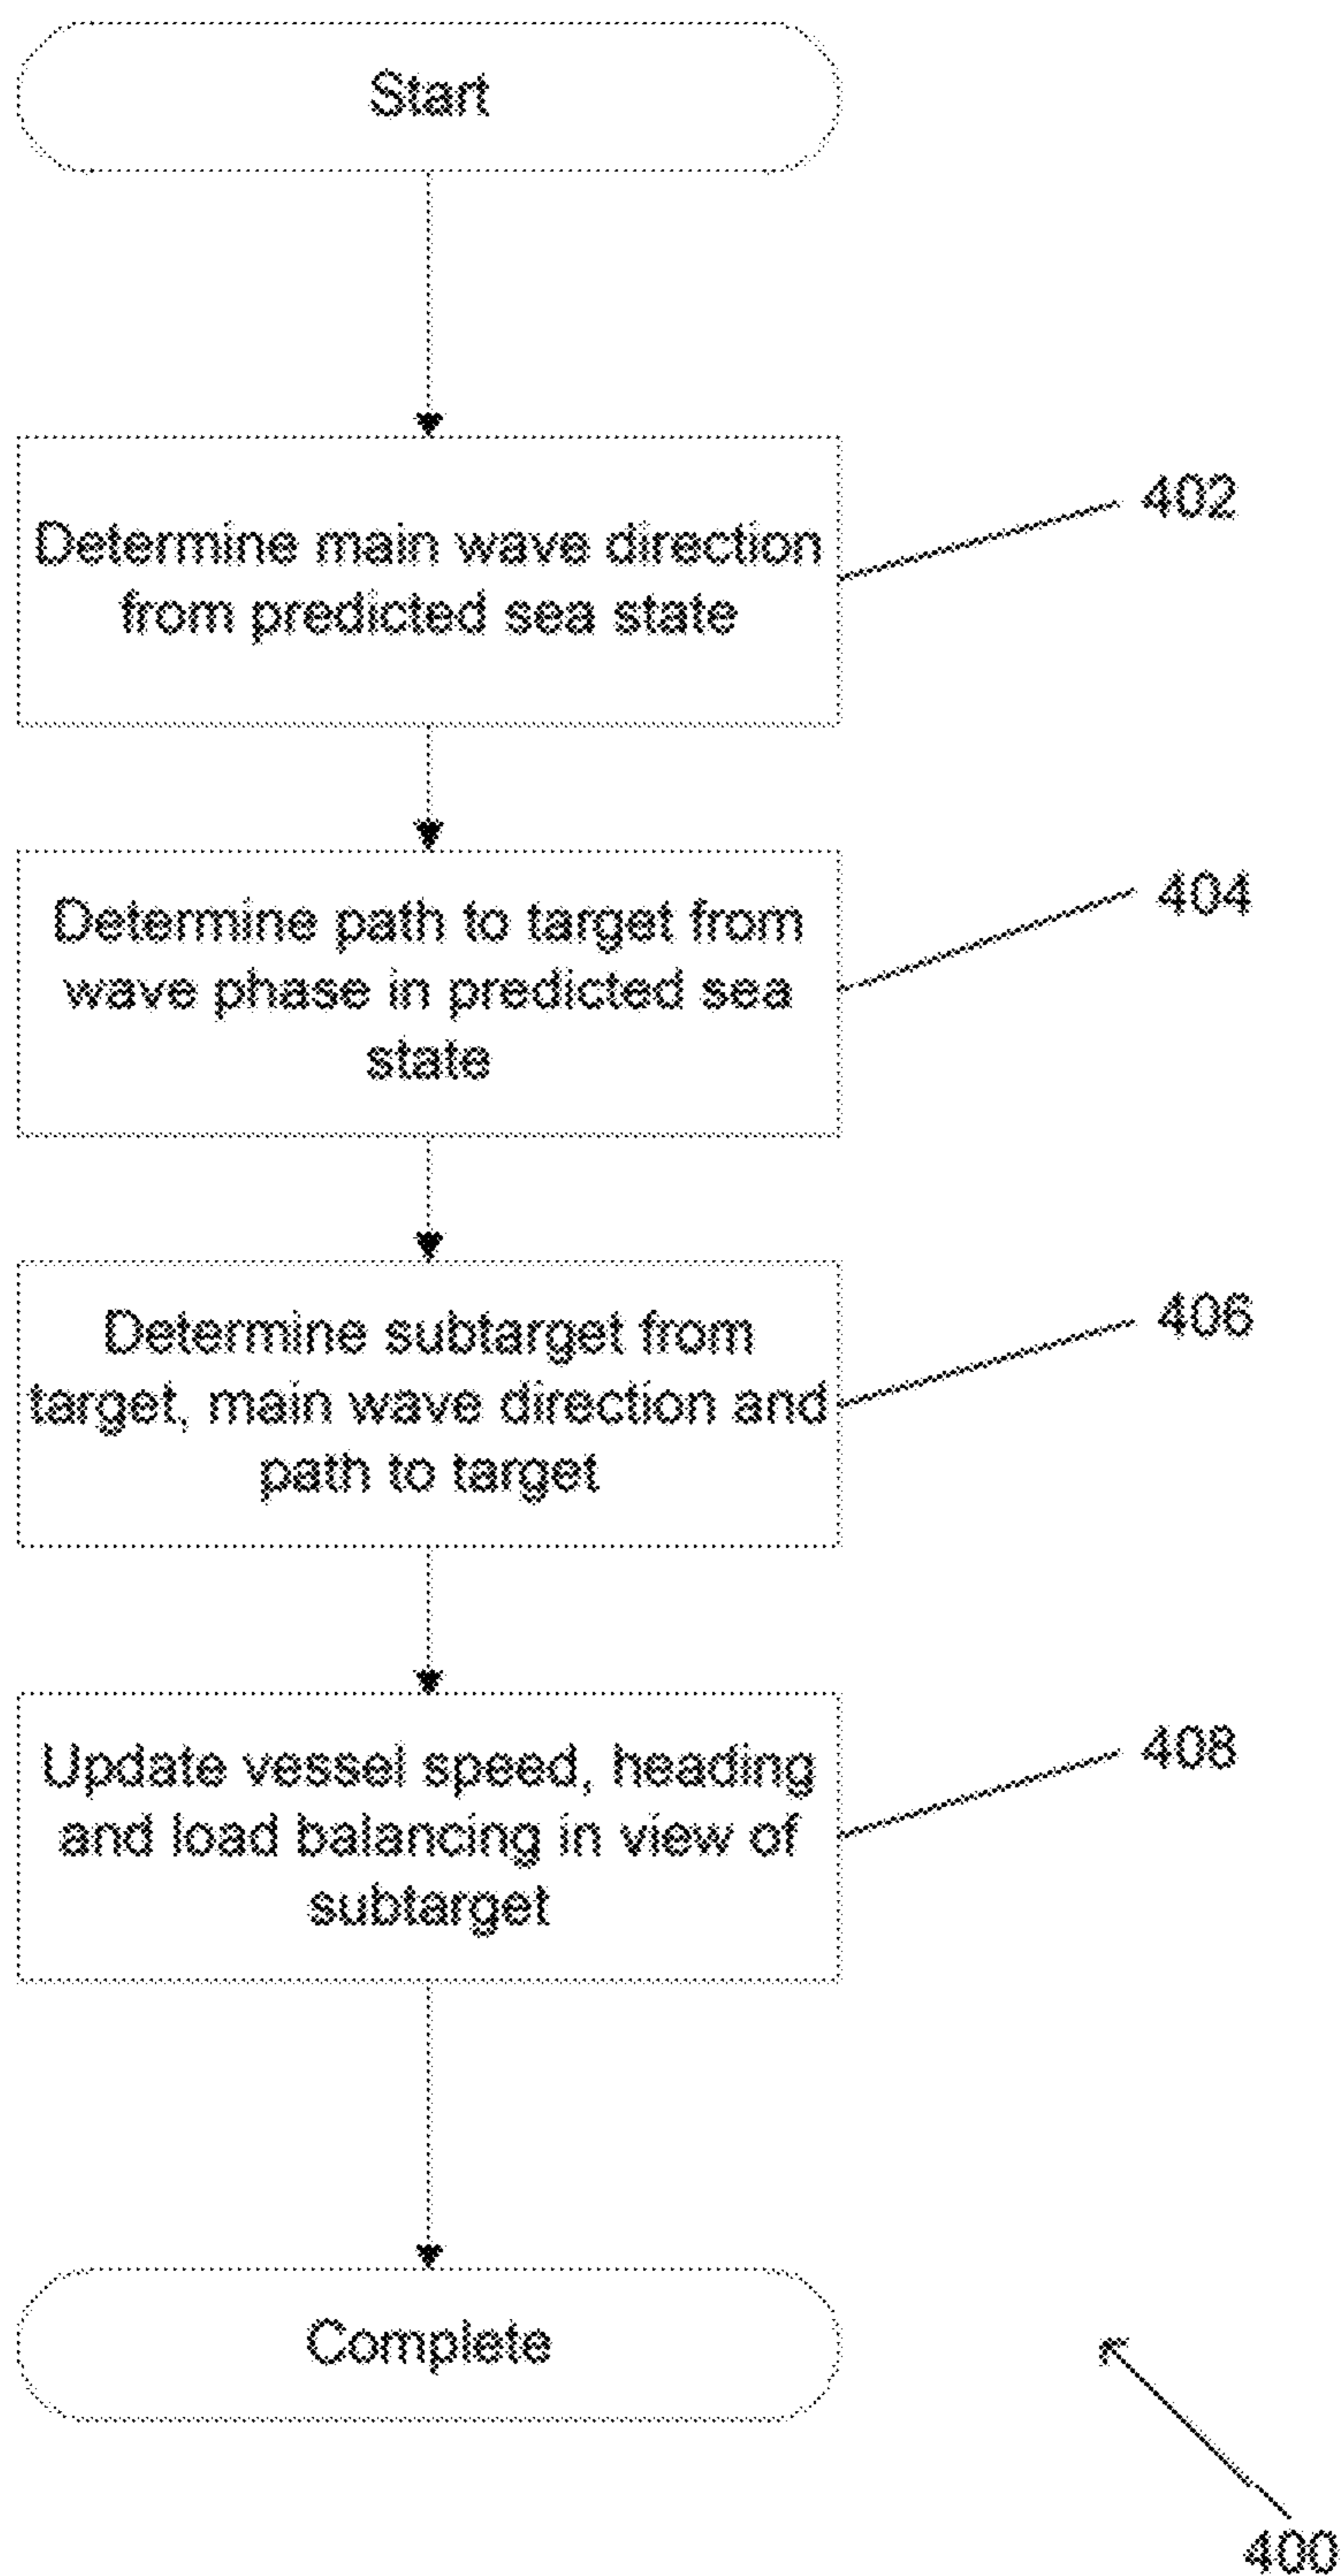 Start
402
Determine main wave direction
from predicted sea state
404
Determine path to target from
wave phase in predicted sea
state
406
Determine subtarget from
target, main wave direction and
path to target
408
Update vessel speed, heading
and load balancing in view of
subtarget
Complete
400